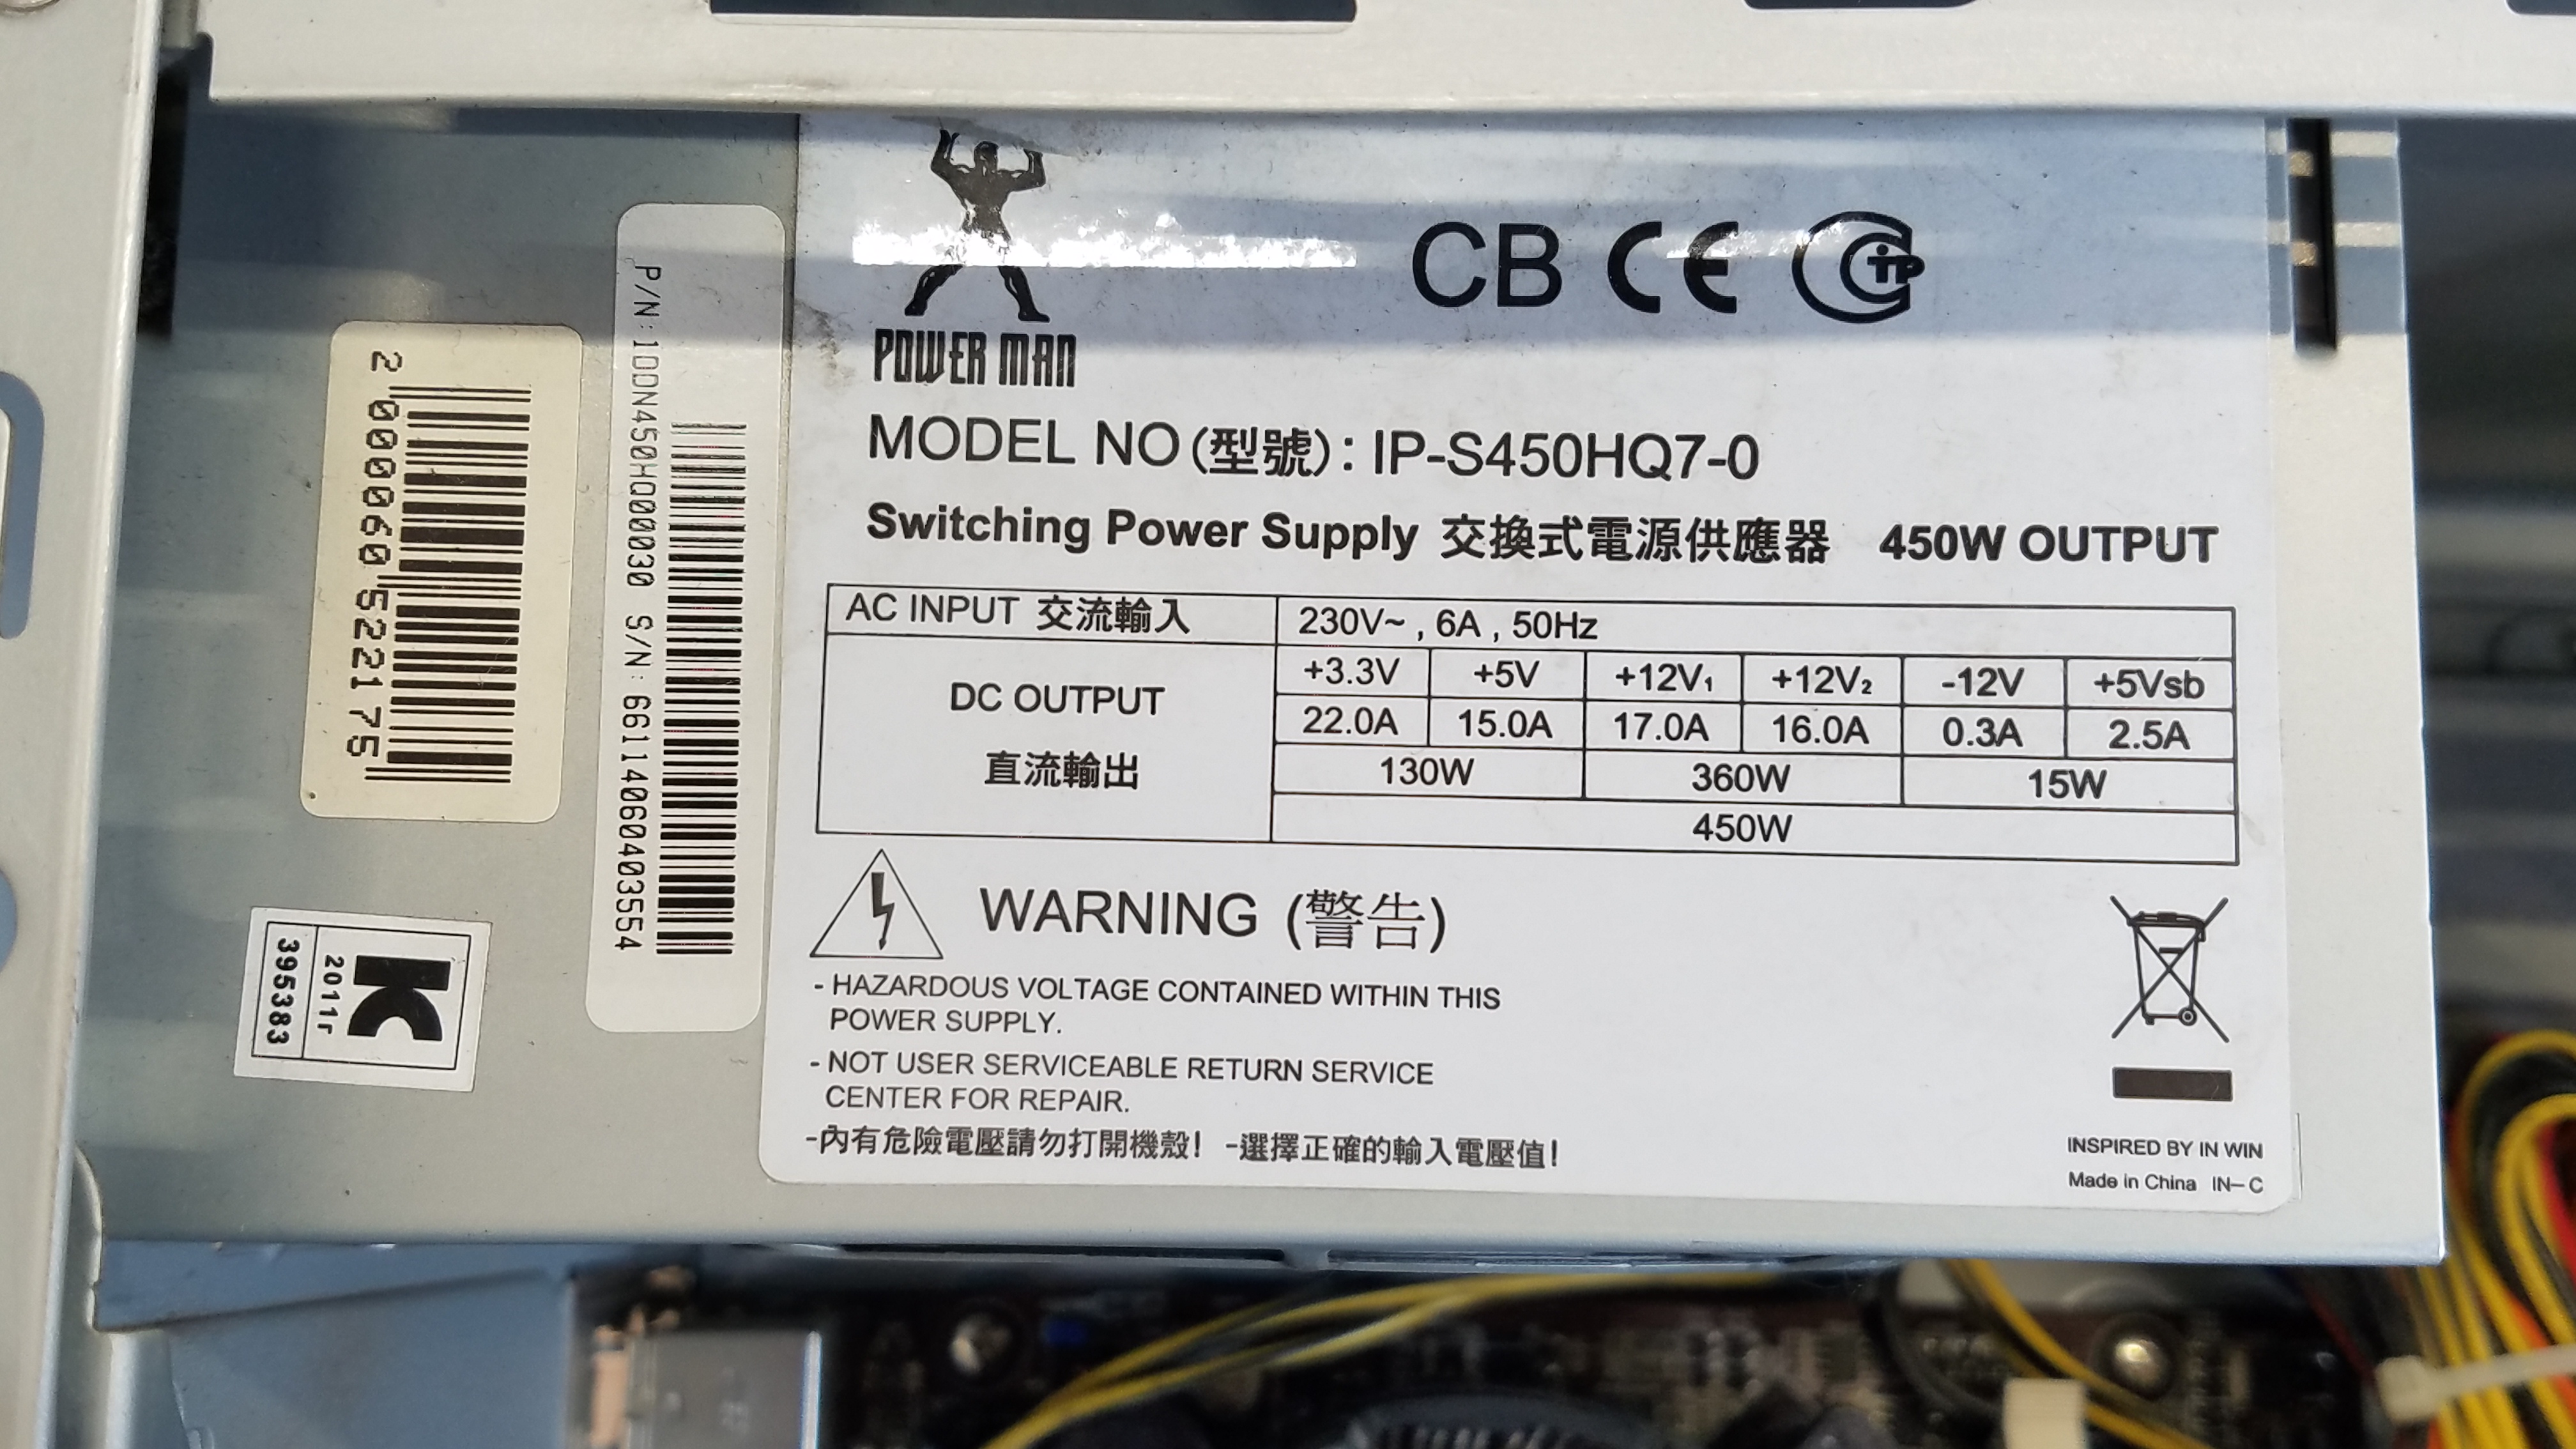 POWER MAN
CB CE
MODEL NO (型號) : IP-S450HQ7-0
Switching Power Supply 交換式電源供應器 450W OUTPUT
AC INPUT 交流輸入 230V~ , 6A , 50Hz
DC OUTPUT
直流輸出
+3.3V +5V +12V₁ +12V₂ -12V +5Vsb
22.0A 15.0A 17.0A 16.0A 0.3A 2.5A
130W 360W 15W
450W
WARNING (警告)
- HAZARDOUS VOLTAGE CONTAINED WITHIN THIS
POWER SUPPLY.
- NOT USER SERVICEABLE RETURN SERVICE
CENTER FOR REPAIR.
-內有危險電壓請勿打開機殼! -選擇正確的輸入電壓值!
INSPIRED BY IN WIN
Made in China IN-C
P/N:1DDN450HQ00030 S/N: 66114060403554
2 000060 522175
K
2011г
395383